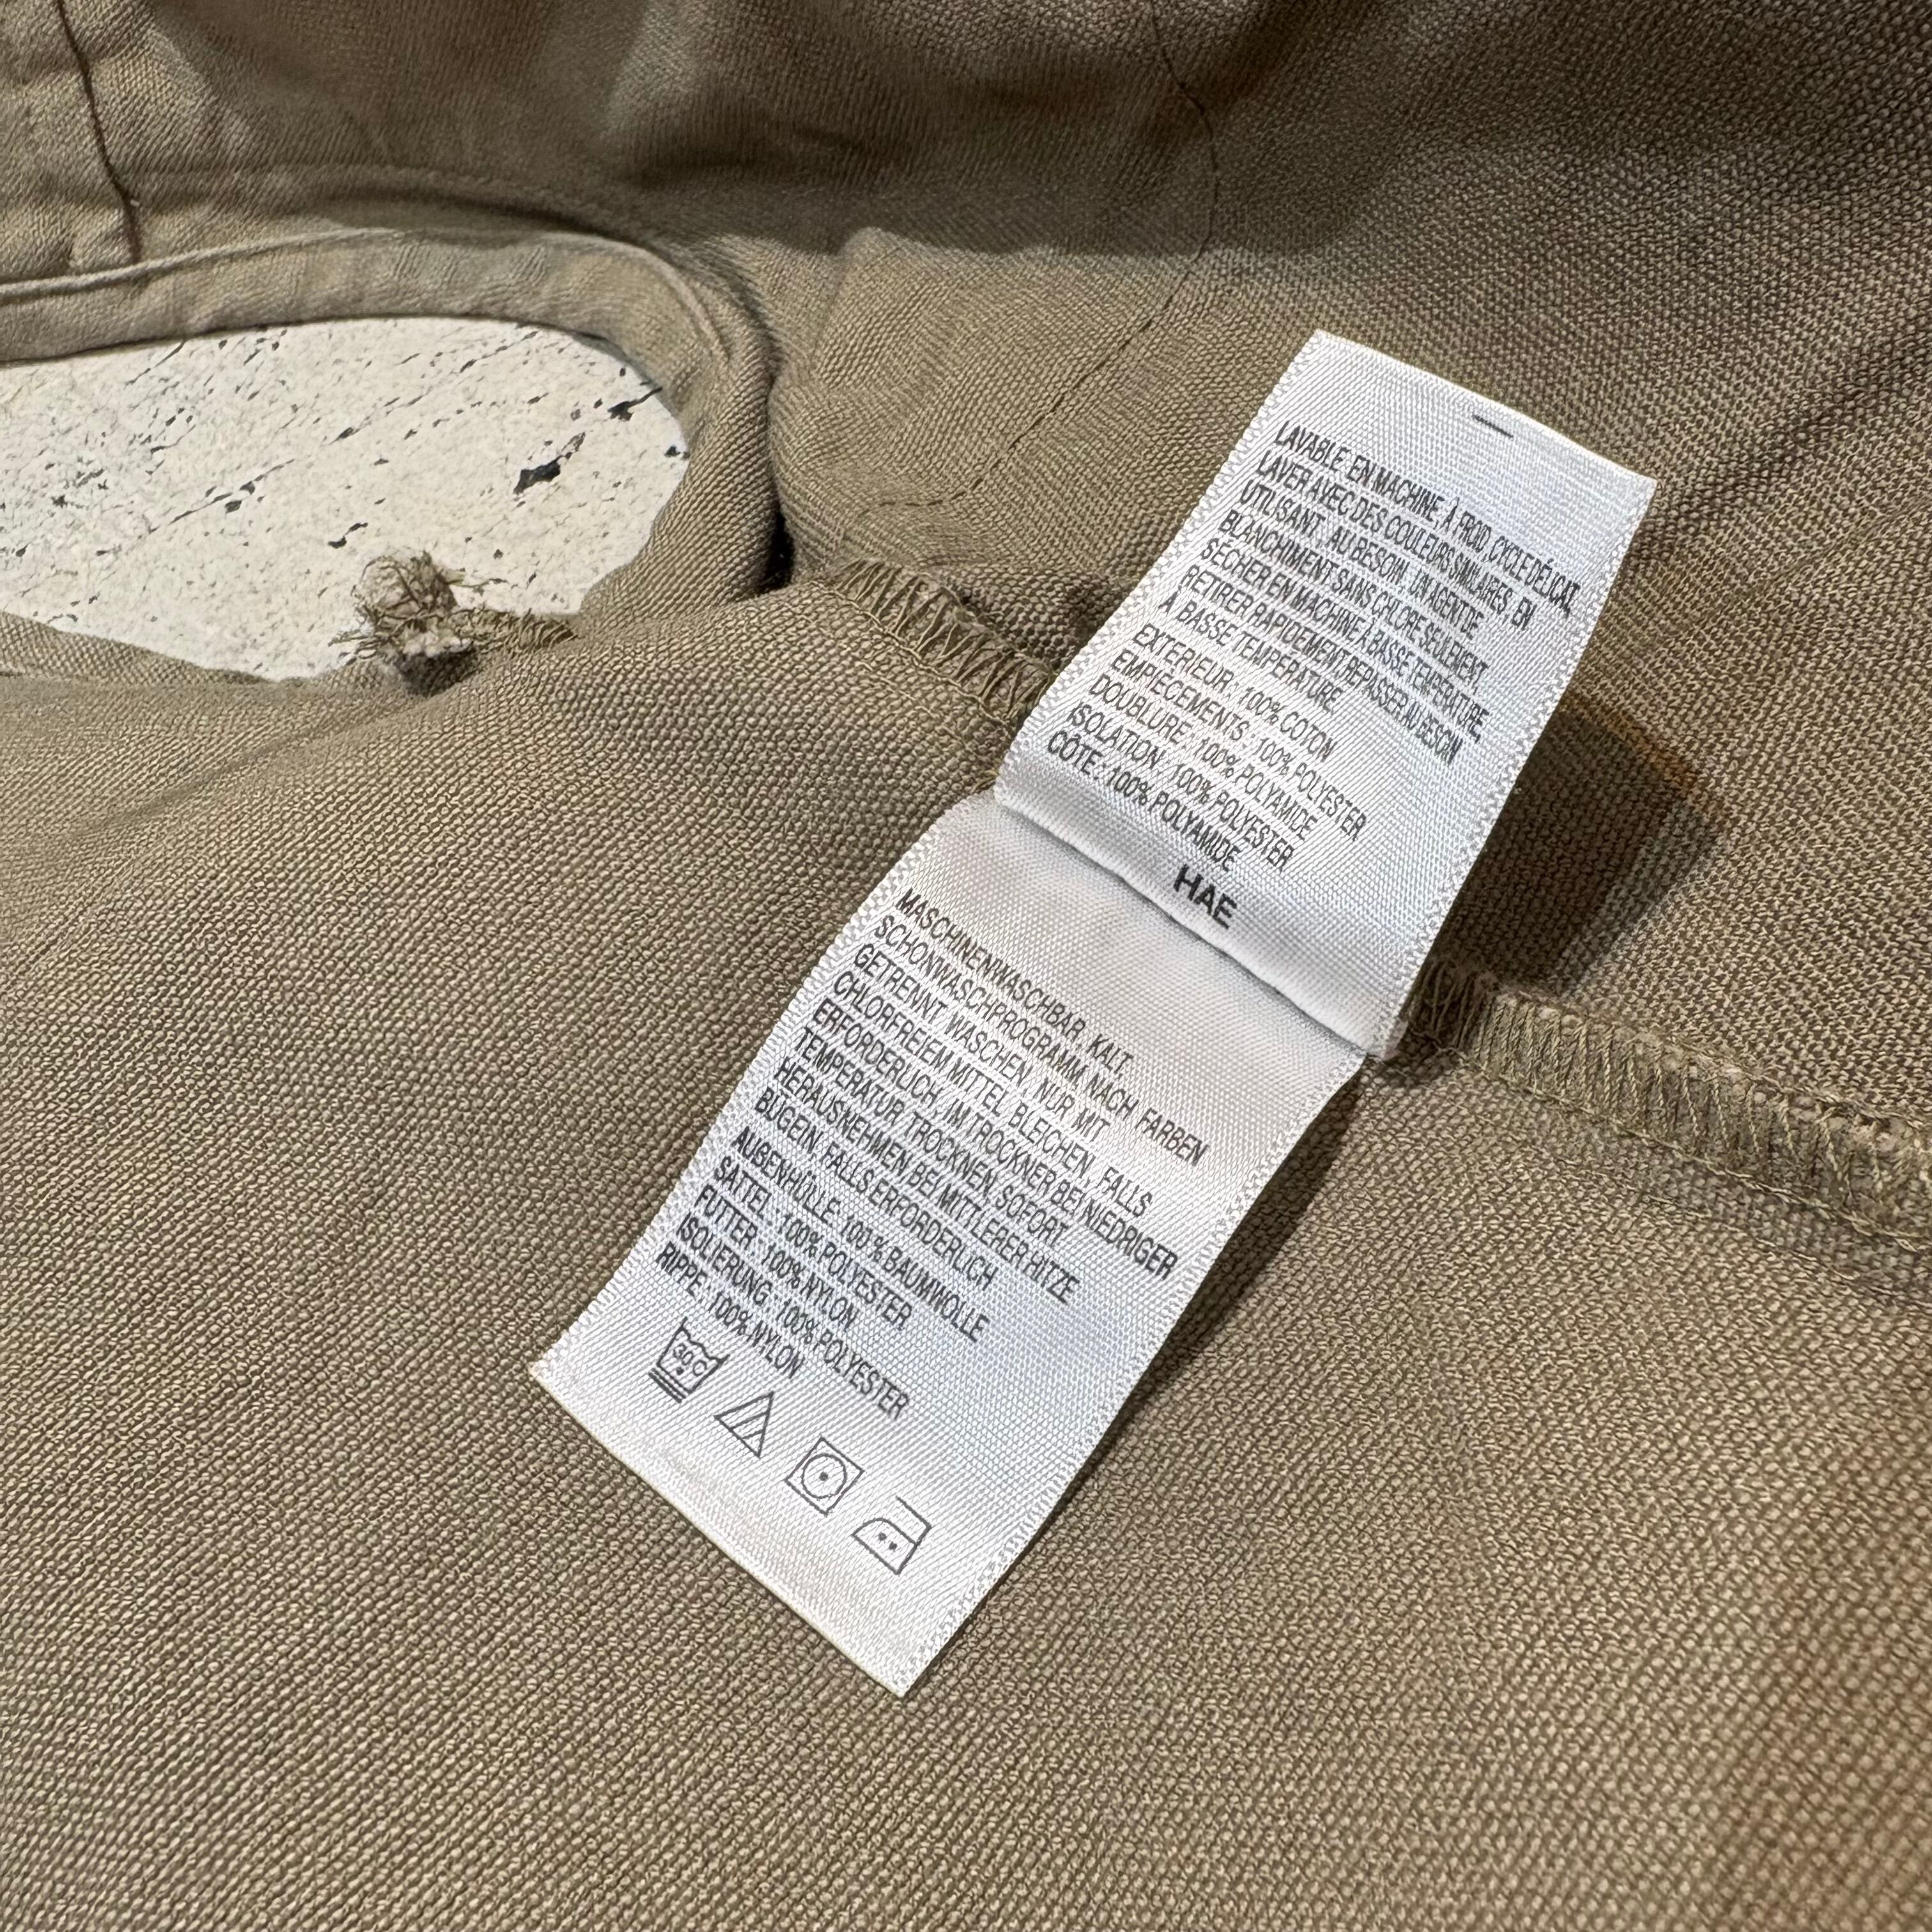 LAVABLE EN MACHINE, À FROID, CYCLE DÉLICAT,
LAVER AVEC DES COULEURS SIMILAIRES, EN
UTILISANT, AU BESOIN, UN AGENT DE
BLANCHIMENT SANS CHLORE SEULEMENT,
SÉCHER EN MACHINE À BASSE TEMPÉRATURE,
RETIRER RAPIDEMENT, REPASSER AU BESOIN
À BASSE TEMPÉRATURE,
EXTÉRIEUR : 100% COTON
EMPIÈCEMENTS : 100% POLYESTER
DOUBLURE : 100% POLYAMIDE
ISOLATION : 100% POLYESTER
CÔTE : 100% POLYAMIDE
HAE
MASCHINENWASCHBAR, KALT,
SCHONWASCHPROGRAMM, NACH FARBEN
GETRENNT WASCHEN, NUR MIT
CHLORFREIEM MITTEL BLEICHEN, FALLS
ERFORDERLICH, IM TROCKNER BEI NIEDRIGER
TEMPERATUR TROCKNEN, SOFORT
HERAUSNEHMEN BEI MITTLERER HITZE
BÜGELN, FALLS ERFORDERLICH
AUßENHÜLLE: 100 % BAUMWOLLE
SATTEL : 100% POLYESTER
FUTTER : 100% NYLON
ISOLIERUNG : 100% POLYESTER
RIPPE : 100% NYLON
30°C